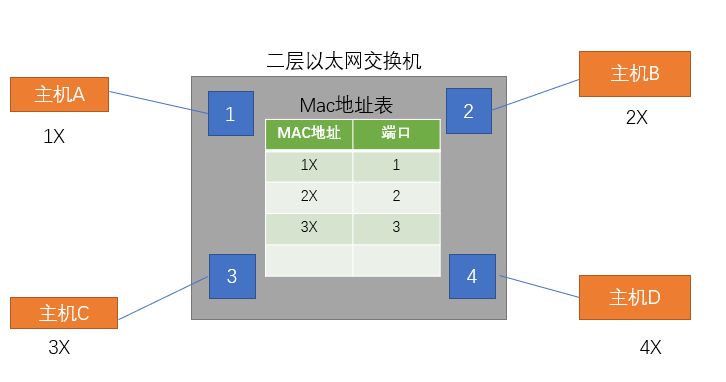 二层以太网交换机
主机A
1X
主机B
2X
1
2
Mac地址表
MAC地址 端口
1X 1
2X 2
3X 3
3
4
主机C
3X
主机D
4X